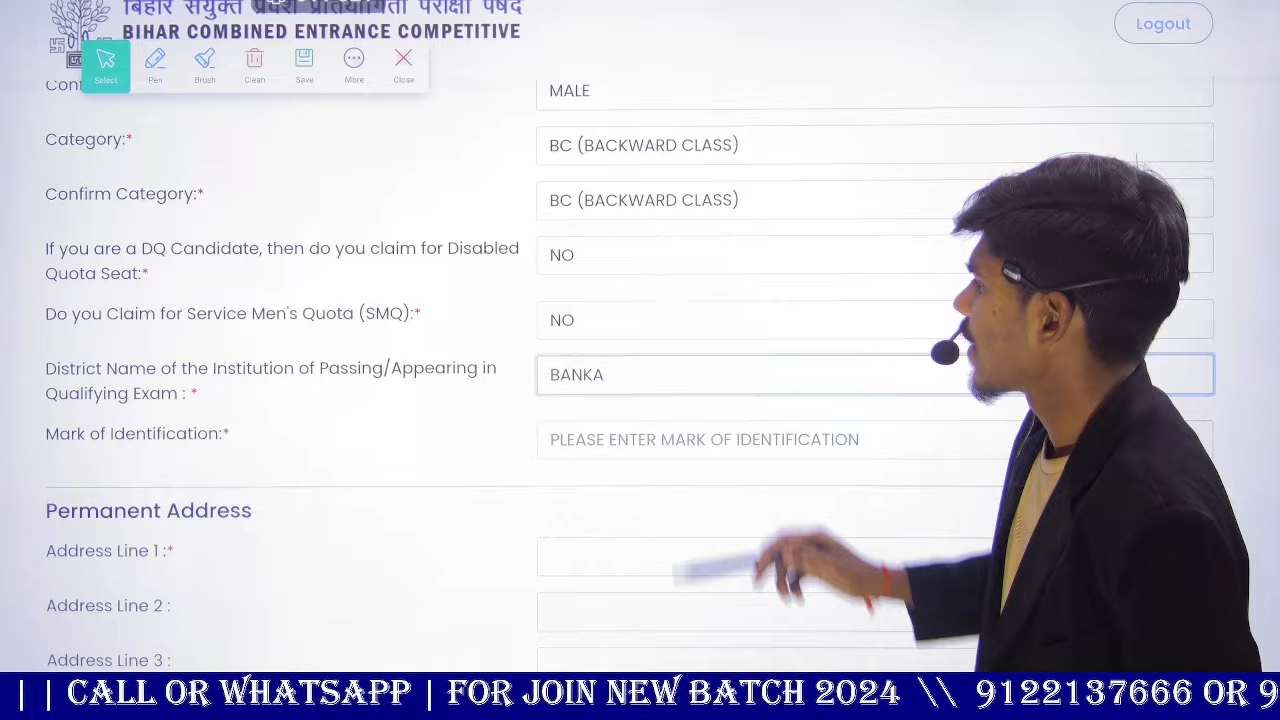 बिहार संयुक्त प्रवेश प्रतियोगिता परीक्षा पर्षद
BIHAR COMBINED ENTRANCE COMPETITIVE
Logout
Select
Pen
Brush
Clean
Save
More
Close
Conf
MALE
Category:*
BC (BACKWARD CLASS)
Confirm Category:*
BC (BACKWARD CLASS)
If you are a DQ Candidate, then do you claim for Disabled
Quota Seat:*
NO
Do you Claim for Service Men's Quota (SMQ):*
NO
District Name of the Institution of Passing/Appearing in
Qualifying Exam : *
BANKA
Mark of Identification:*
PLEASE ENTER MARK OF IDENTIFICATION
Permanent Address
Address Line 1 :*
Address Line 2 :
Address Line 3 :
| | CALL OR WHATSAPP | FOR JOIN NEW BATCH 2024 \\ 9122137666 OR 9